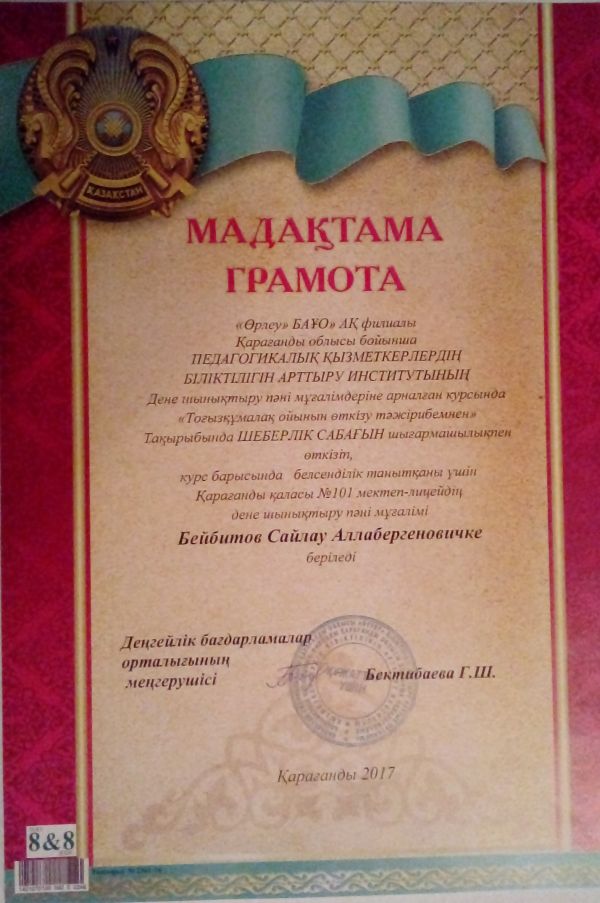 ҚАЗАҚСТАН
МАДАҚТАМА
ГРАМОТА
«Өрлеу» БАҰО» АҚ филиалы
Қарағанды облысы бойынша
ПЕДАГОГИКАЛЫҚ ҚЫЗМЕТКЕРЛЕРДІҢ
БІЛІКТІЛІГІН АРТТЫРУ ИНСТИТУТЫНЫҢ
Дене шынықтыру пәні мұғалімдеріне арналған курсында
«Тоғызқұмалақ ойынын өткізу тәжірибемнен»
Тақырыбында ШЕБЕРЛІК САБАҒЫН шығармашылықпен
өткізіп,
курс барысында белсенділік танытқаны үшін
Қарағанды қаласы №101 мектеп-лицейдің
дене шынықтыру пәні мұғалімі
Бейбитов Сайлау Аллабергеновичке
беріледі
Деңгейлік бағдарламалар
орталығының
меңгерушісі
Бектабаева Г.Ш.
Қарағанды 2017
8&8